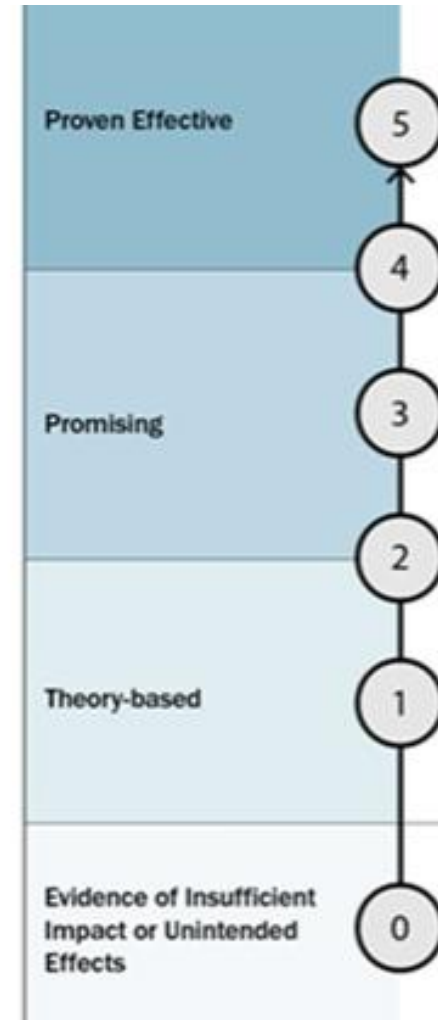 Proven Effective
5
4
Promising
3
2
Theory-based
1
Evidence of Insufficient
Impact or Unintended
Effects
0